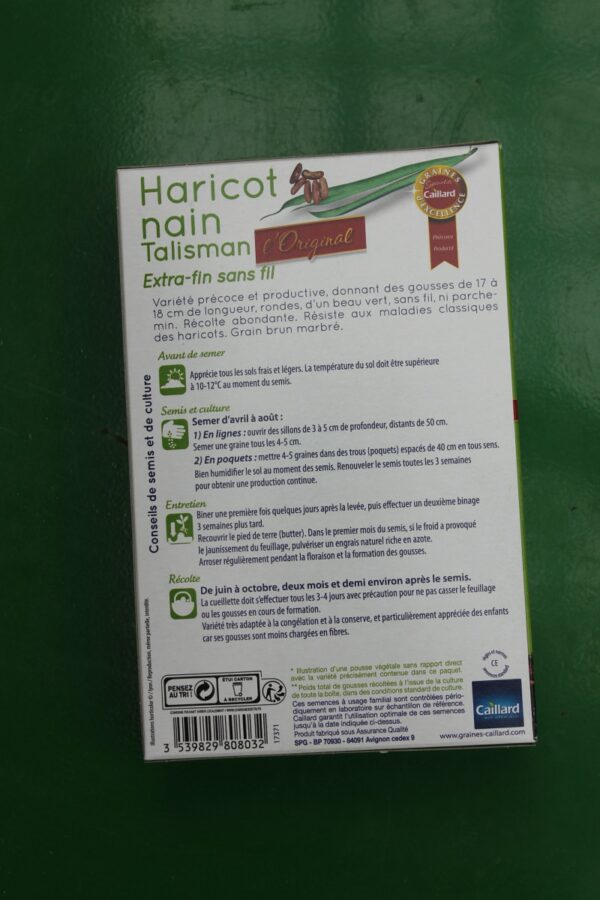 Haricot
nain
Talisman
l'Original
Extra-fin sans fil
GRAINES
Caillard
D'EXCELLENCE
Précoce
Productif
Variété précoce et productive, donnant des gousses de 17 à
18 cm de longueur, rondes, d'un beau vert, sans fil, ni parche-
min. Récolte abondante. Résiste aux maladies classiques
des haricots. Grain brun marbré.
Conseils de semis et de culture
Avant de semer
Apprécie tous les sols frais et légers. La température du sol doit être supérieure
à 10-12°C au moment du semis.
Semis et culture
Semer d'avril à août :
1) En lignes : ouvrir des sillons de 3 à 5 cm de profondeur, distants de 50 cm.
Semer une graine tous les 4-5 cm.
2) En poquets : mettre 4-5 graines dans des trous (poquets) espacés de 40 cm en tous sens.
Bien humidifier le sol au moment des semis. Renouveler le semis toutes les 3 semaines
pour obtenir une production continue.
Entretien
Biner une première fois quelques jours après la levée, puis effectuer un deuxième binage
3 semaines plus tard.
Recouvrir le pied de terre (butter). Dans le premier mois du semis, si le froid a provoqué
le jaunissement du feuillage, pulvériser un engrais naturel riche en azote.
Arroser régulièrement pendant la floraison et la formation des gousses.
Récolte
De juin à octobre, deux mois et demi environ après le semis.
La cueillette doit s'effectuer tous les 3-4 jours avec précaution pour ne pas casser le feuillage
ou les gousses en cours de formation.
Variété très adaptée à la congélation et à la conserve, et particulièrement appréciée des enfants
car ses gousses sont moins chargées en fibres.
PENSEZ
AU TRI !
ÉTUI CARTON
À RECYCLER
3 539829 808032
17371
* Illustration d'une pousse végétale sans rapport direct
avec la variété précisément contenue dans ce paquet.
** Poids total de gousses récoltées à l'issue de la culture
de toute la boîte, dans des conditions standard de culture.
Ces semences à usage familial sont contrôlées pério-
diquement en laboratoire sur échantillon de référence.
Caillard garantit l'utilisation optimale de ces semences
jusqu'à la date indiquée ci-dessus.
Produit fabriqué sous Assurance Qualité
SPG - BP 70930 - 84091 Avignon cedex 9
CE
Caillard
www.graines-caillard.com